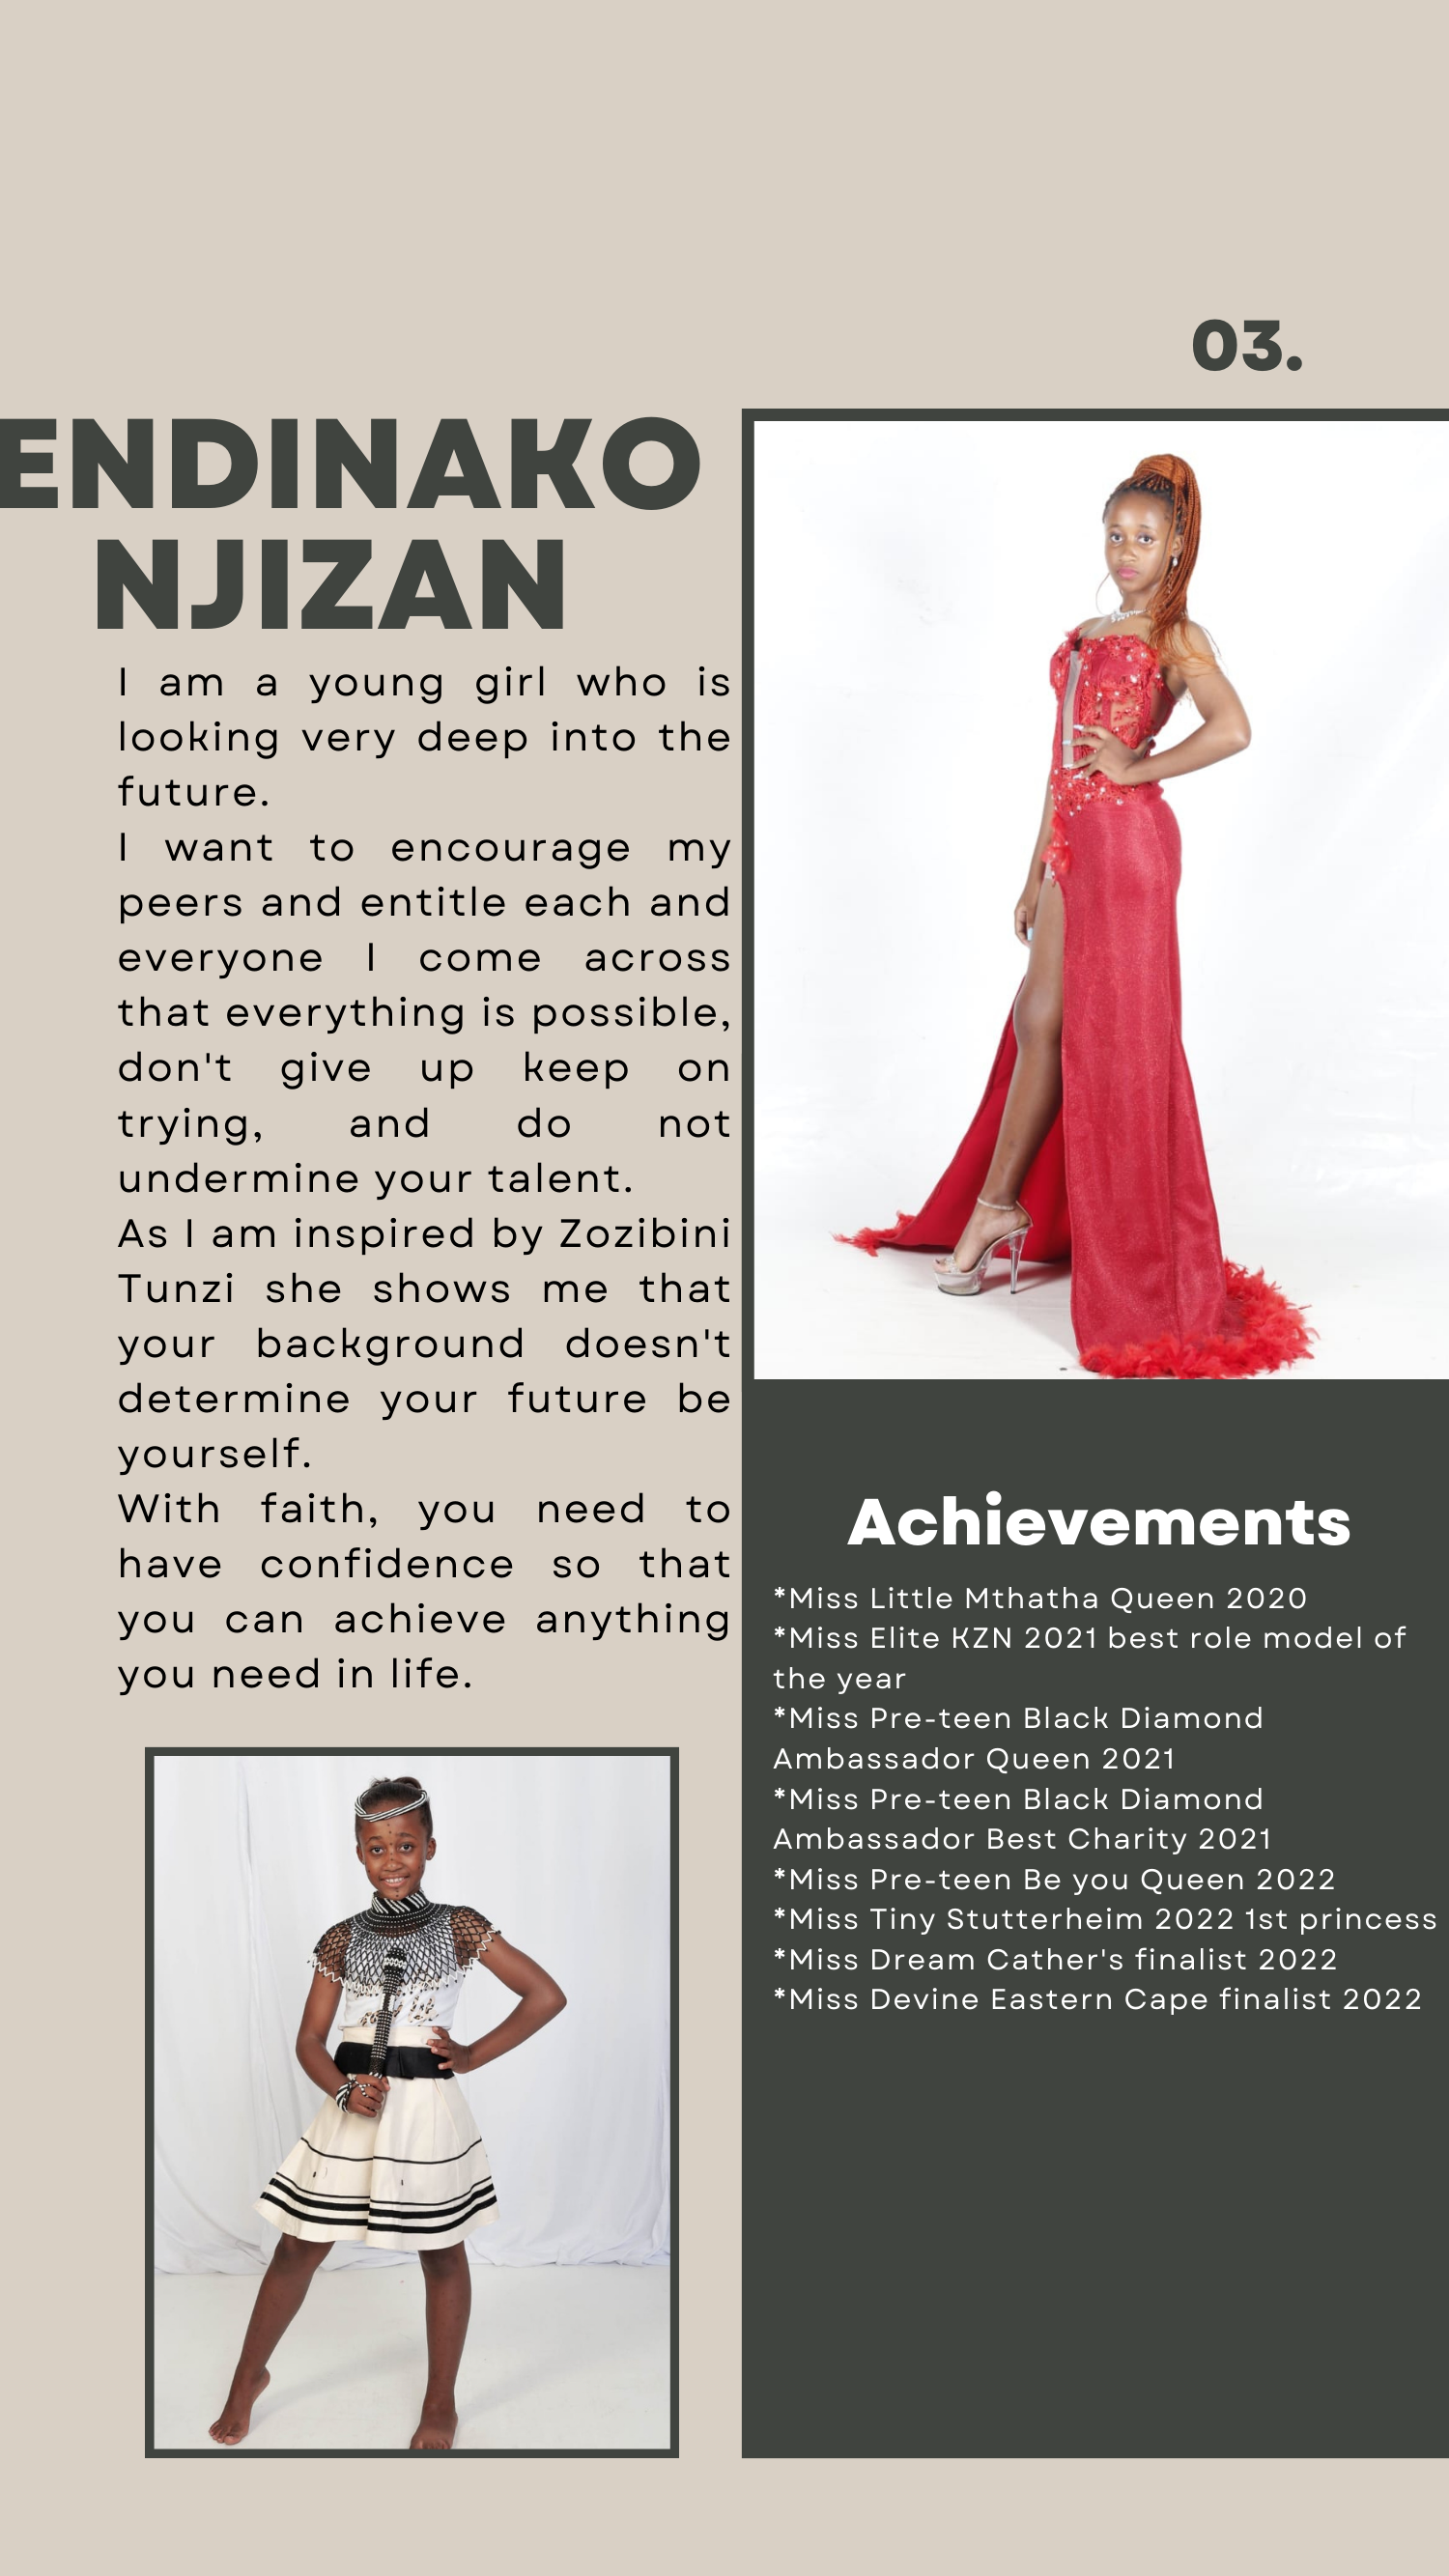 03.
ENDINAKO
NJIZAN
I am a young girl who is
looking very deep into the
future.
I want to encourage my
peers and entitle each and
everyone I come across
that everything is possible,
don't give up keep on
trying, and do not
undermine your talent.
As I am inspired by Zozibini
Tunzi she shows me that
your background doesn't
determine your future be
yourself.
With faith, you need to
have confidence so that
you can achieve anything
you need in life.
Achievements
*Miss Little Mthatha Queen 2020
*Miss Elite KZN 2021 best role model of
the year
*Miss Pre-teen Black Diamond
Ambassador Queen 2021
*Miss Pre-teen Black Diamond
Ambassador Best Charity 2021
*Miss Pre-teen Be you Queen 2022
*Miss Tiny Stutterheim 2022 1st princess
*Miss Dream Cather's finalist 2022
*Miss Devine Eastern Cape finalist 2022